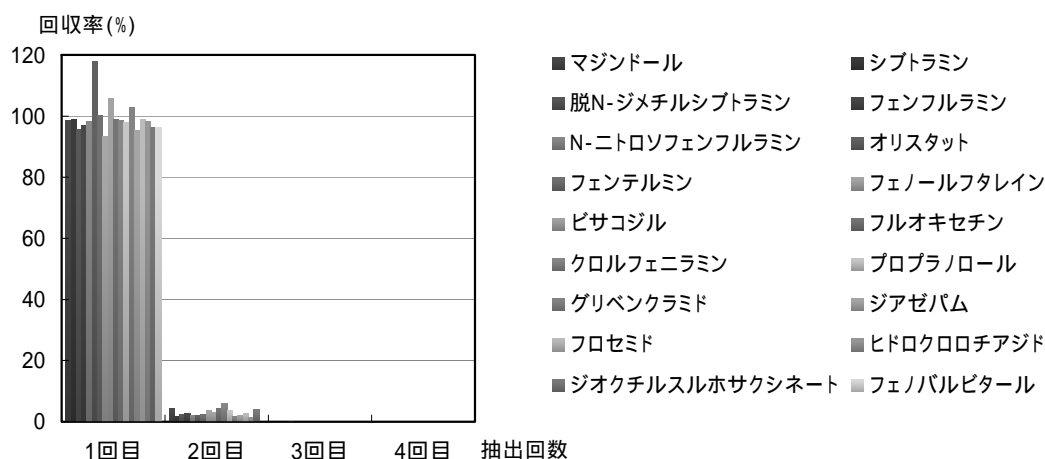 回収率(%)
120
100
80
60
40
20
0
1回目 2回目 3回目 4回目 抽出回数
■マジンドール ■シブトラミン
■脱N-ジメチルシブトラミン ■フェンフルラミン
■N-ニトロソフェンフルラミン ■オリスタット
■フェンテルミン ■フェノールフタレイン
■ビサコジル ■フルオキセチン
■クロルフェニラミン ■プロプラノロール
■グリベンクラミド ■ジアゼパム
■フロセミド ■ヒドロクロロチアジド
■ジオクチルスルホサクシネート ■フェノバルビタール